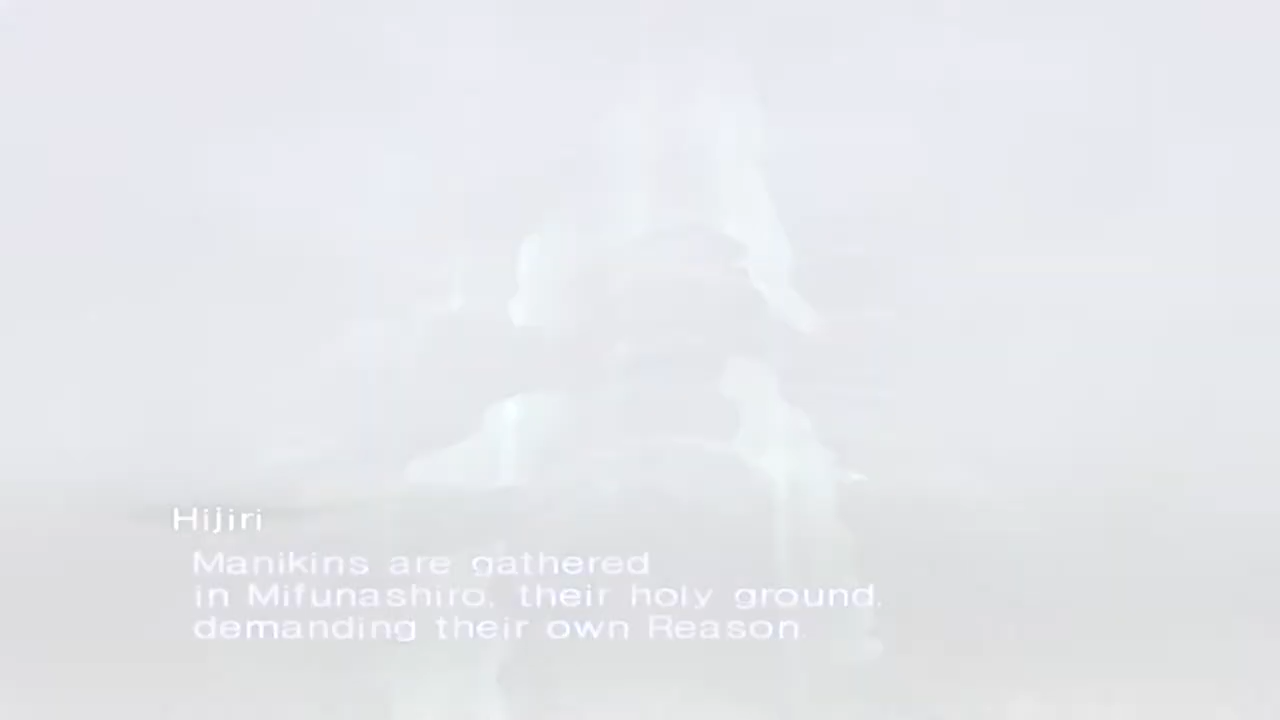 Hijiri
Manikins are gathered
in Mifunashiro, their holy ground,
demanding their own Reason.